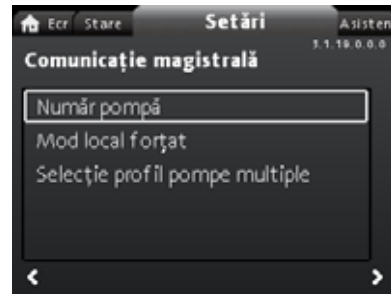 Ecr Stare Setări Asisten
3.1.19.0.0.0
Comunicație magistrală
Număr pompă
Mod local forțat
Selecție profil pompe multiple